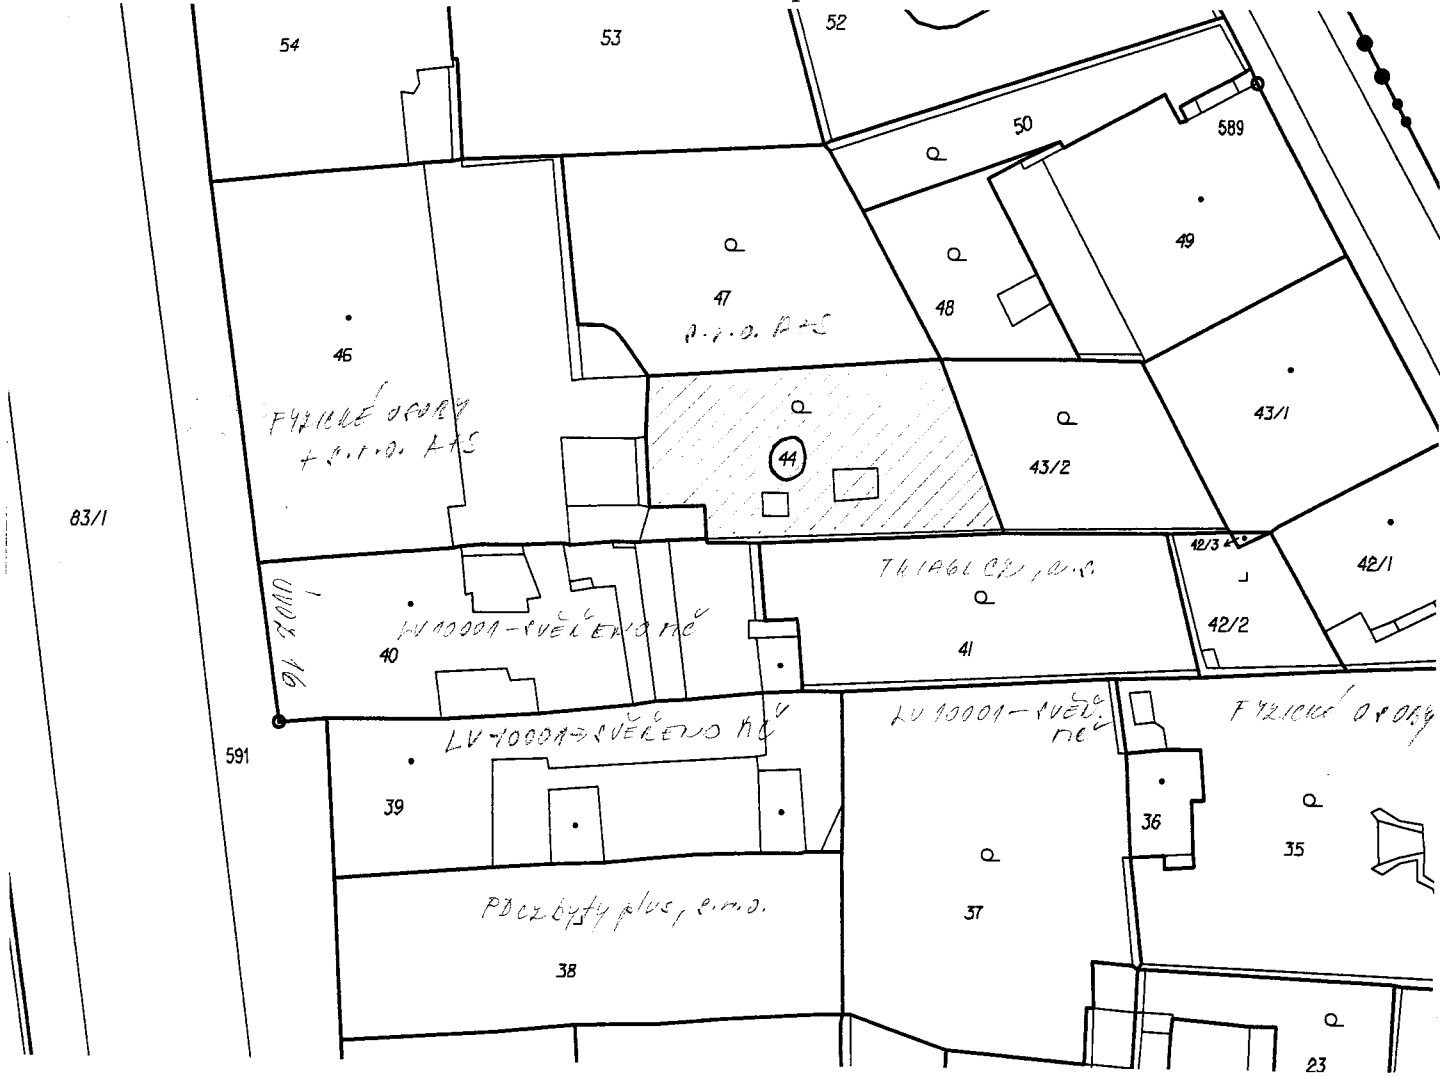 54
53
52
50
589
49
47
48
s.r.o. A+S
46
FYZICKÉ OSOBY
+ s.r.o. A+S
44
43/1
43/2
83/1
42/3
42/1
42/2
41
LV 10001-SVĚŘENO MČ
40
LV 10001-SVĚŘENO MČ
LV 10001-SVĚŘ.
MČ
FYZICKÉ OSOBY
591
39
36
35
PDCZ byty plus, s.r.o.
37
38
23